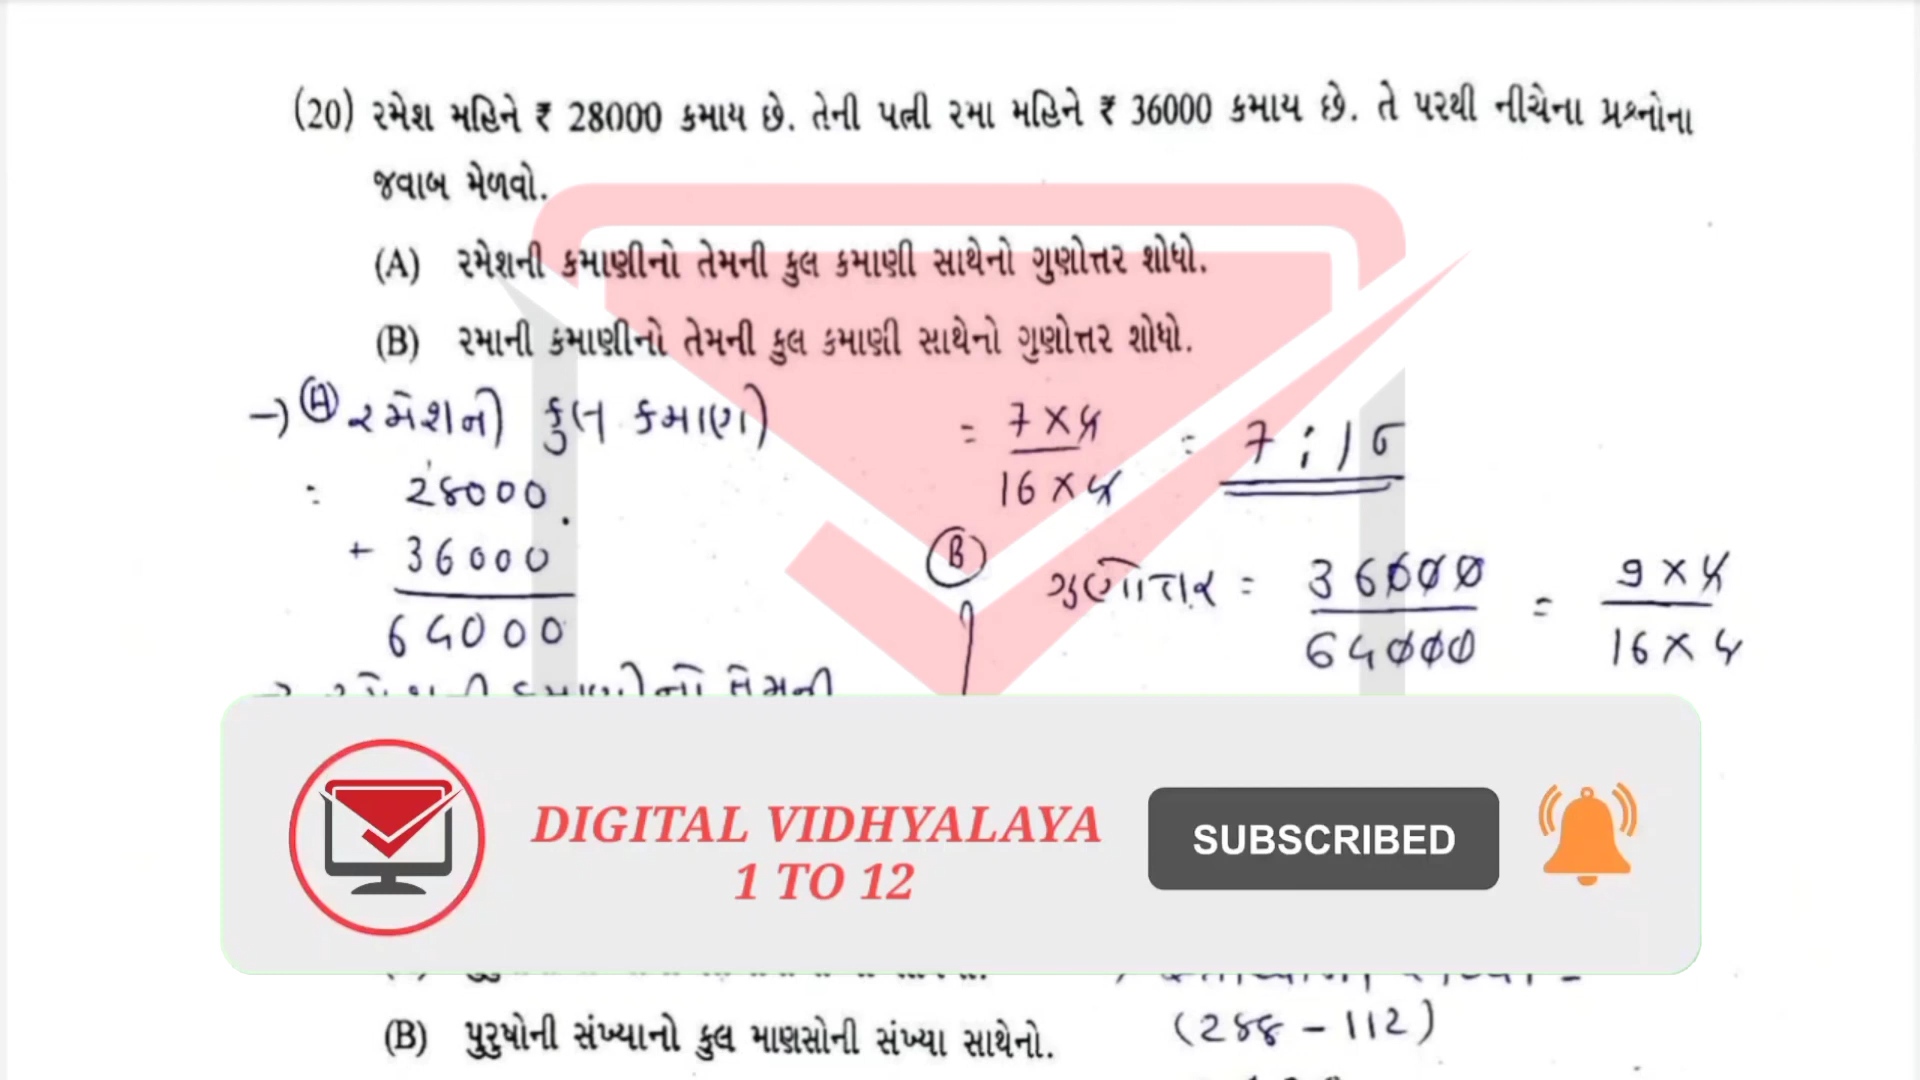 (20) રમેશ મહિને ₹ 28000 કમાય છે. તેની પત્ની રમા મહિને ₹ 36000 કમાય છે. તે પરથી નીચેના પ્રશ્નોના
જવાબ મેળવો.
(A) રમેશની કમાણીનો તેમની કુલ કમાણી સાથેનો ગુણોત્તર શોધો.
(B) રમાની કમાણીનો તેમની કુલ કમાણી સાથેનો ગુણોત્તર શોધો.
→ (A) રમેશની કુલ કમાણી
= 28000
+ 36000
64000
= 7 × 4 / 16 × 4 = 7 : 16
(B) ગુણોત્તર = 36000 / 64000 = 9 × 4 / 16 × 4
DIGITAL VIDHYALAYA
1 TO 12
SUBSCRIBED
(B) પુરુષોની સંખ્યાનો કુલ માણસોની સંખ્યા સાથેનો.
(288 - 112)